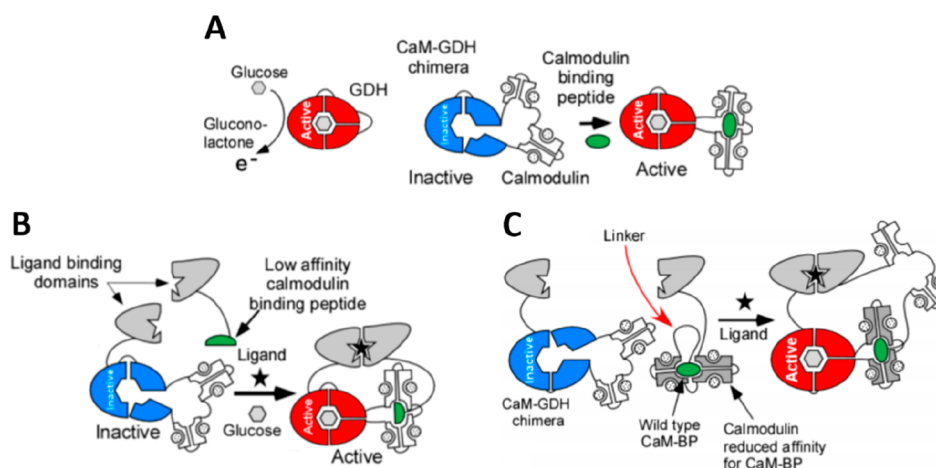 A
Glucose
GDH
Active
Glucono-
lactone
e-
CaM-GDH
chimera
Inactive
Inactive
Calmodulin
Calmodulin
binding
peptide
Active
Active
B
Ligand binding
domains
Low affinity
calmodulin
binding peptide
Inactive
Inactive
Ligand
Glucose
Active
Active
C
Linker
Inactive
CaM-GDH
chimera
Wild type
CaM-BP
Ligand
Calmodulin
reduced affinity
for CaM-BP
Active